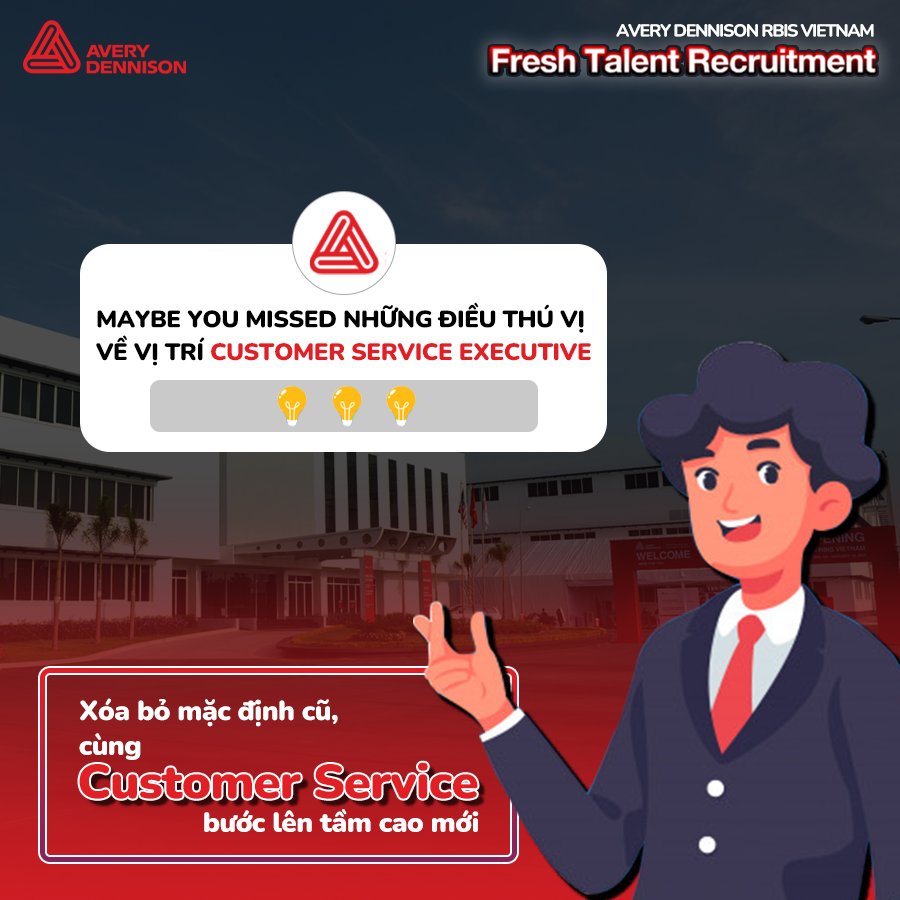 AVERY
DENNISON
AVERY DENNISON RBIS VIETNAM
Fresh Talent Recruitment
MAYBE YOU MISSED NHỮNG ĐIỀU THÚ VỊ
VỀ VỊ TRÍ CUSTOMER SERVICE EXECUTIVE
WELCOME
Xóa bỏ mặc định cũ,
cùng
Customer Service
bước lên tầm cao mới